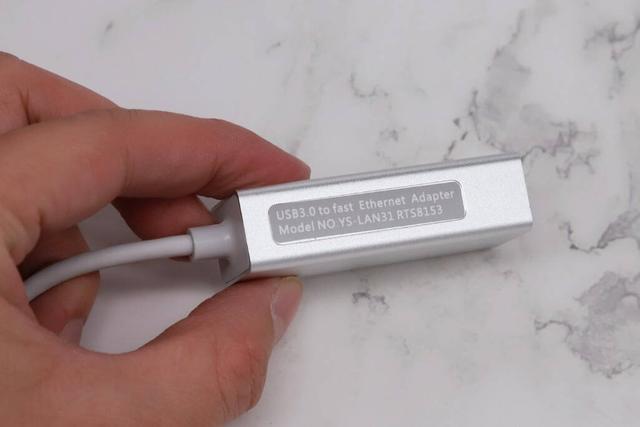 USB3.0 to fast Ethernet Adapter
Model NO YS-LAN31 RTS8153